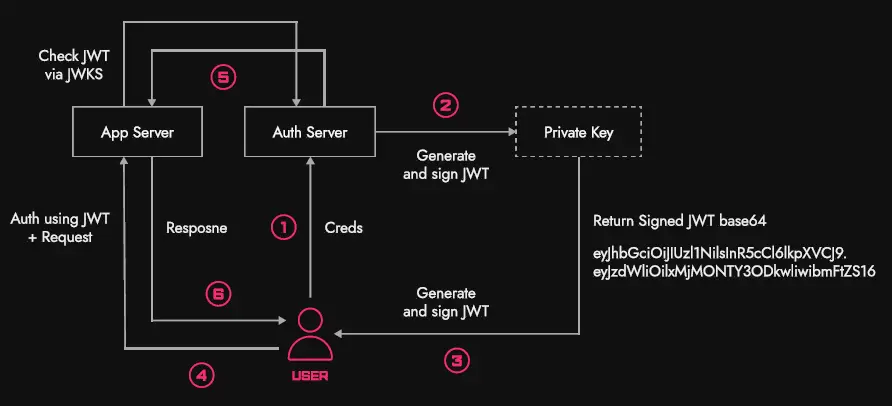 Check JWT
via JWKS
5
2
App Server
Auth Server
Private Key
Generate
and sign JWT
Auth using JWT
+ Request
Resposne
1
Creds
Return Signed JWT base64
eyJhbGciOiJIUzI1NiIsInR5cCI6IkpXVCJ9.
eyJzdWIiOiIxMjMONTY3ODkwIiwibmFtZS16
6
Generate
and sign JWT
3
4
USER